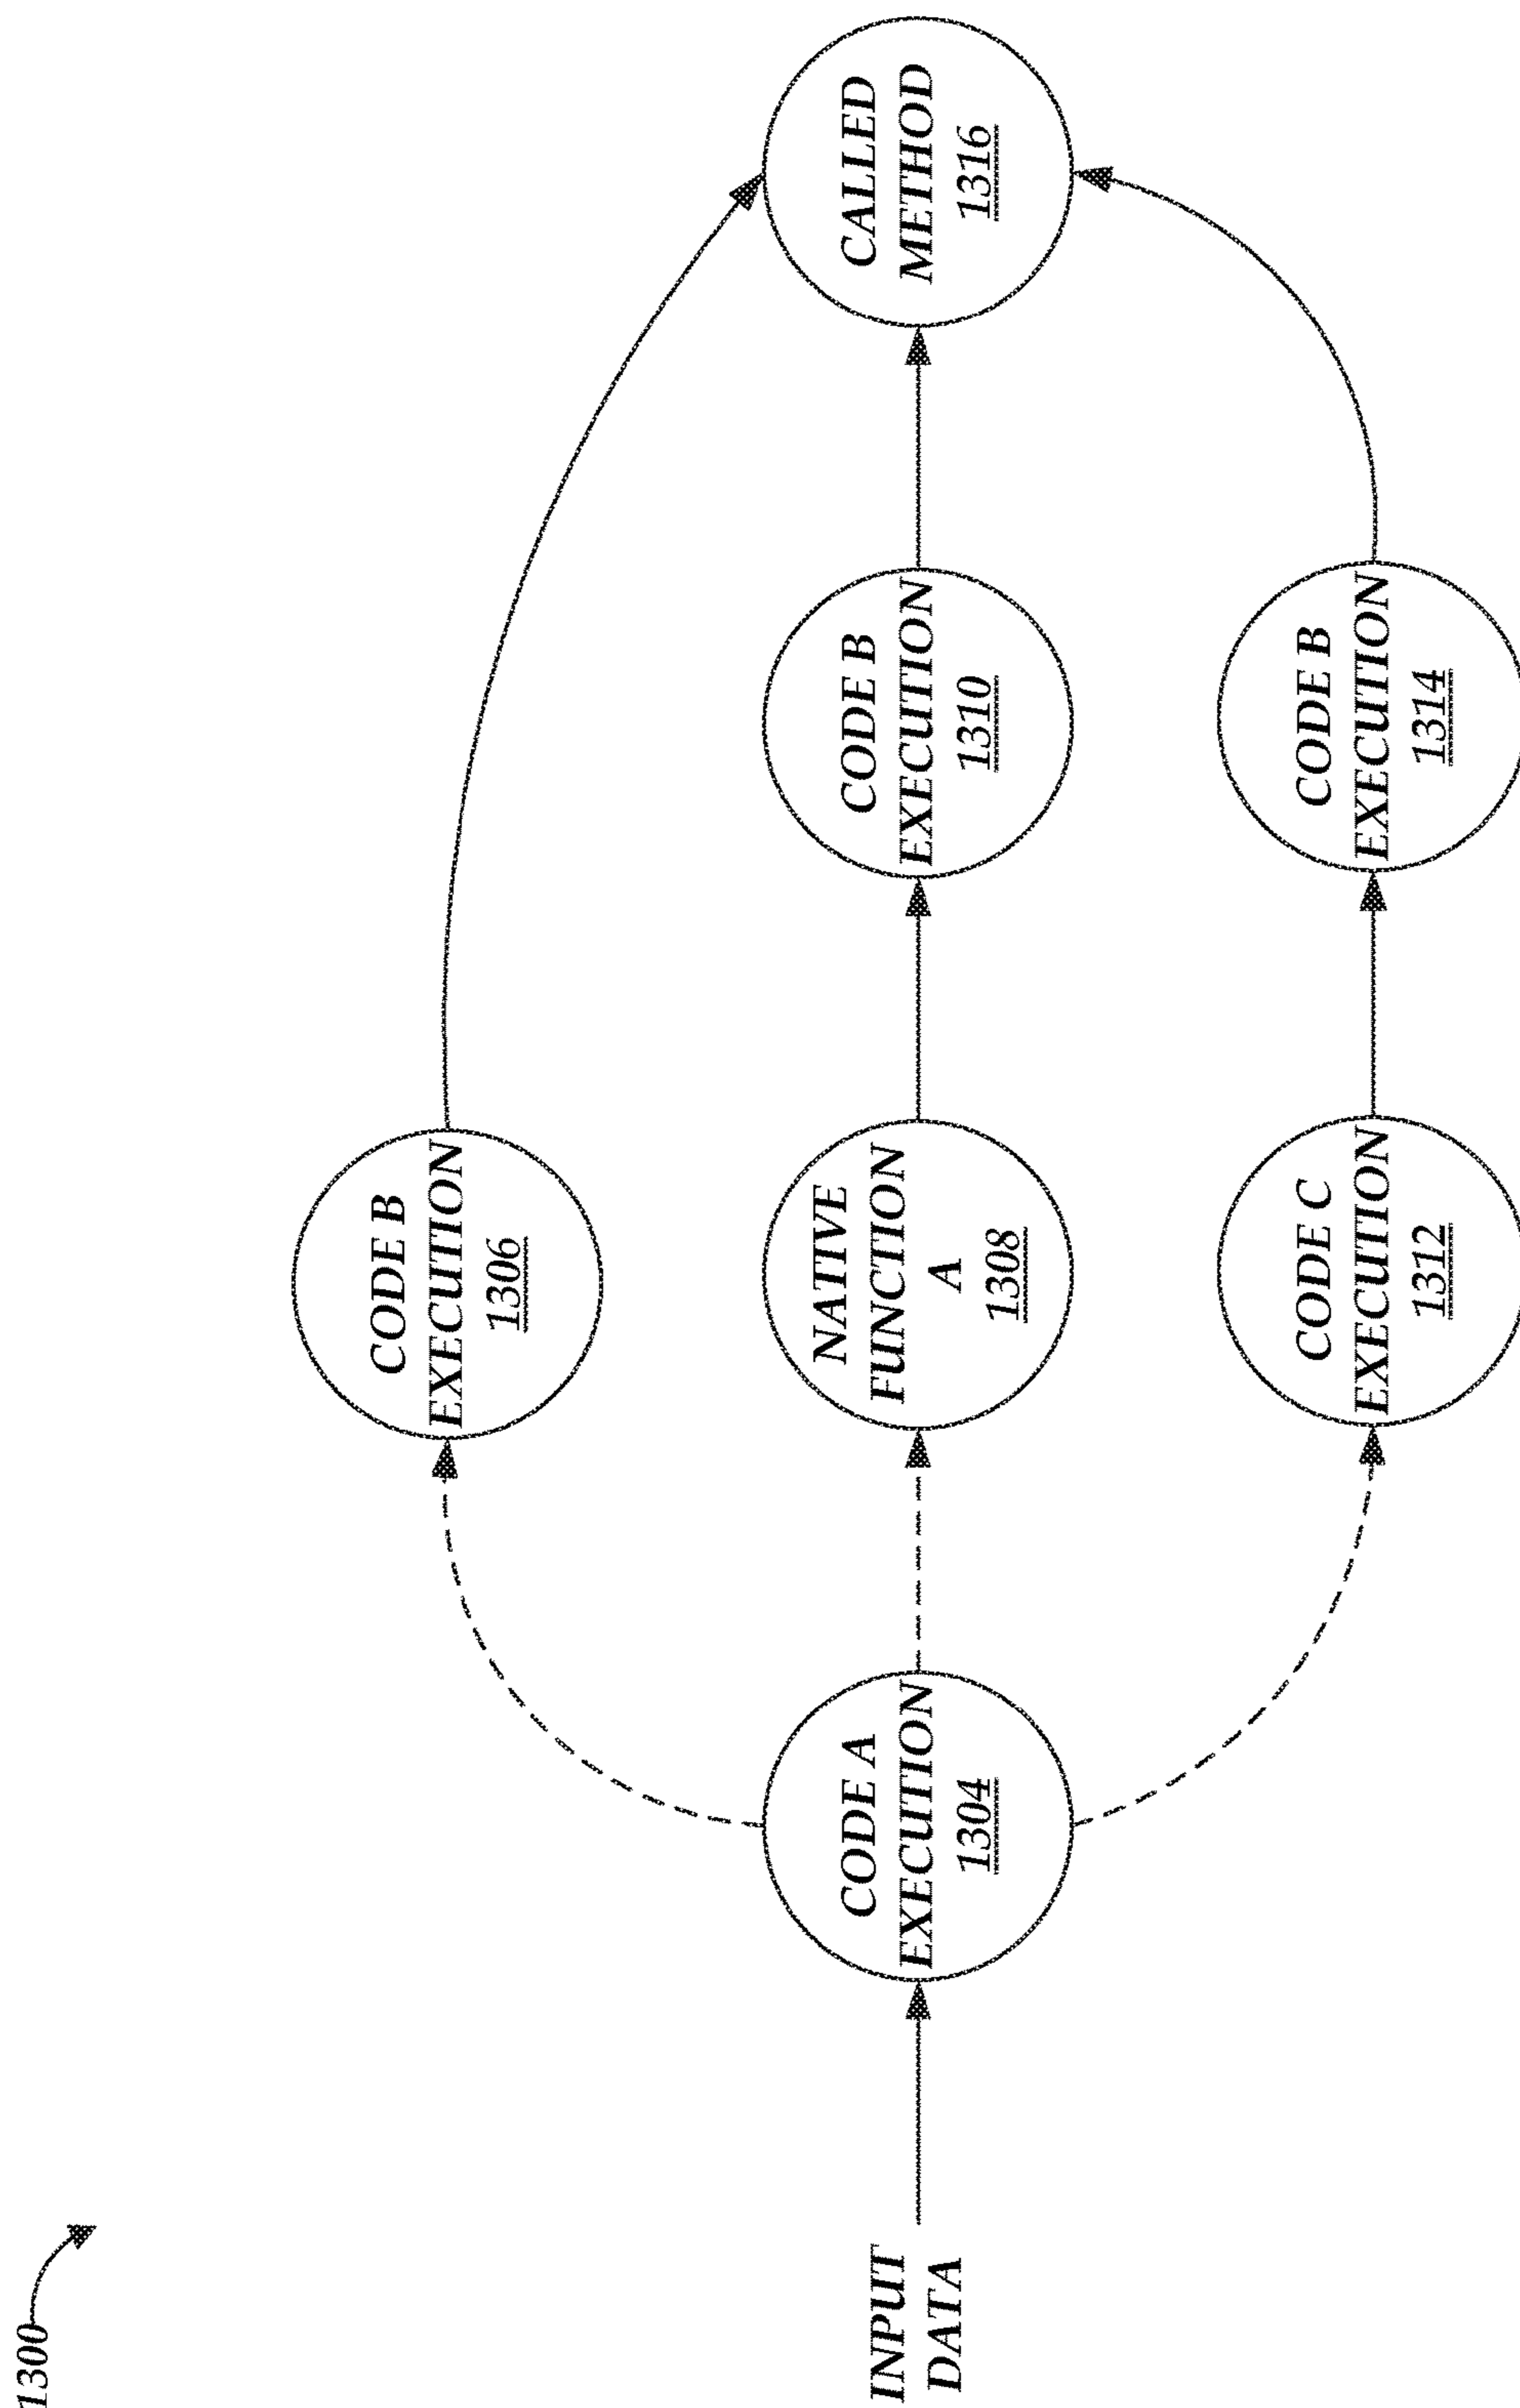 1300
INPUT
DATA
CODE A
EXECUTION
1304
CODE B
EXECUTION
1306
NATIVE
FUNCTION
A
1308
CODE B
EXECUTION
1310
CODE C
EXECUTION
1312
CODE B
EXECUTION
1314
CALLED
METHOD
1316